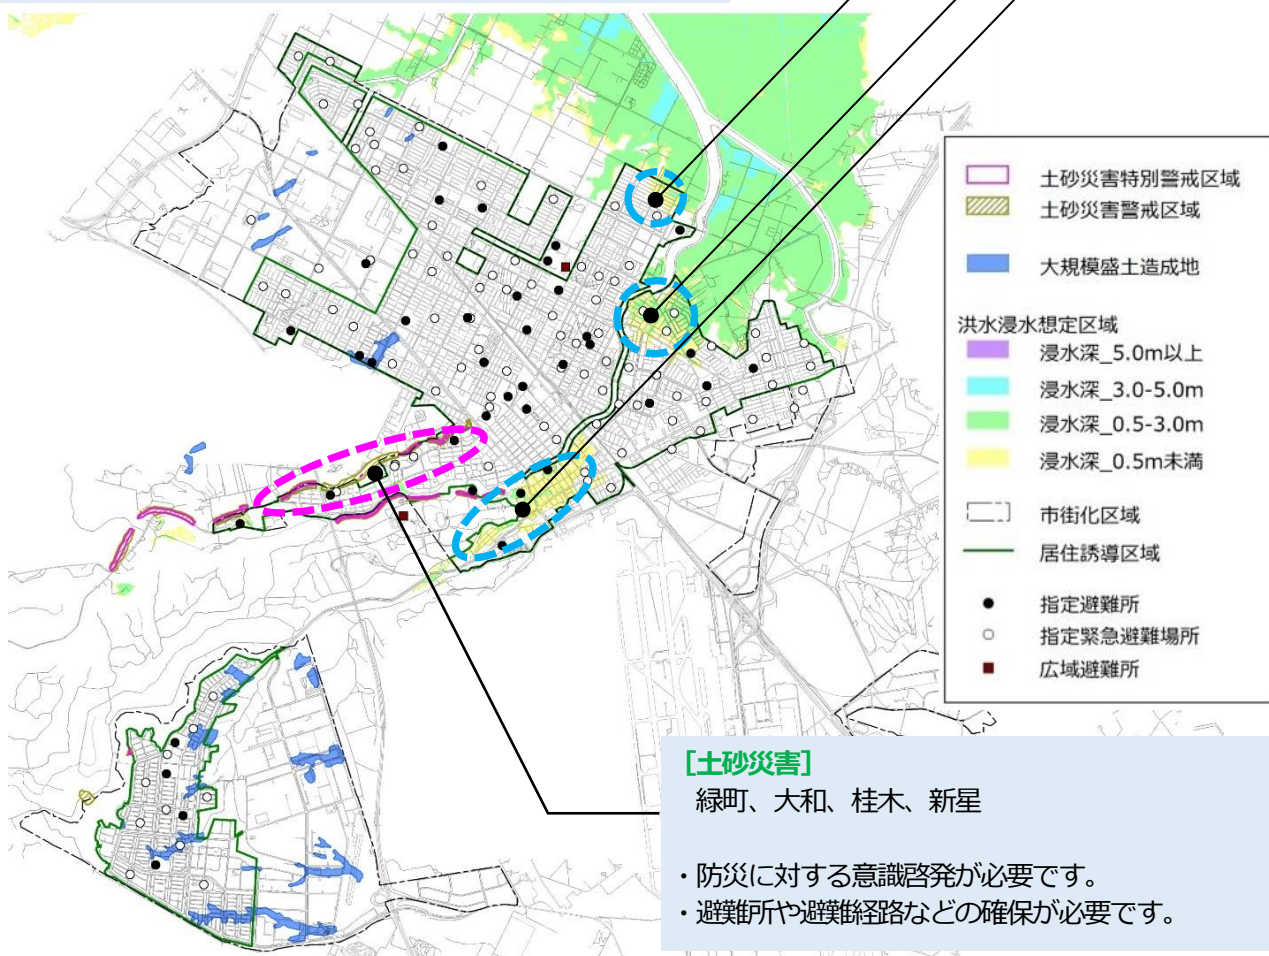 土砂災害特別警戒区域
土砂災害警戒区域
大規模盛土造成地
洪水浸水想定区域
浸水深_5.0m以上
浸水深_3.0-5.0m
浸水深_0.5-3.0m
浸水深_0.5m未満
市街化区域
居住誘導区域
指定避難所
指定緊急避難場所
広域避難所
[土砂災害]
緑町、大和、桂木、新星
・防災に対する意識啓発が必要です。
・避難所や避難経路などの確保が必要です。